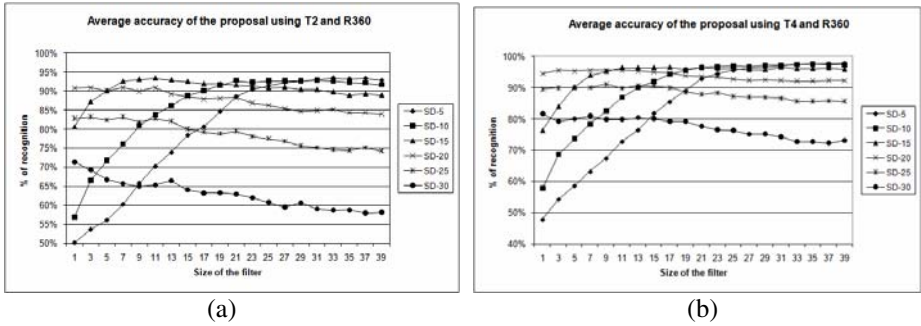 Average accuracy of the proposal using T2 and R360
% of recognition
100%
95%
90%
85%
80%
75%
70%
65%
60%
55%
50%
1 3 5 7 9 11 13 15 17 19 21 23 25 27 29 31 33 35 37 39
Size of the filter
SD-5
SD-10
SD-15
SD-20
SD-25
SD-30
(a)
Average accuracy of the proposal using T4 and R360
% of recognition
100%
90%
80%
70%
60%
50%
40%
1 3 5 7 9 11 13 15 17 19 21 23 25 27 29 31 33 35 37 39
Size of the filter
SD-5
SD-10
SD-15
SD-20
SD-25
SD-30
(b)